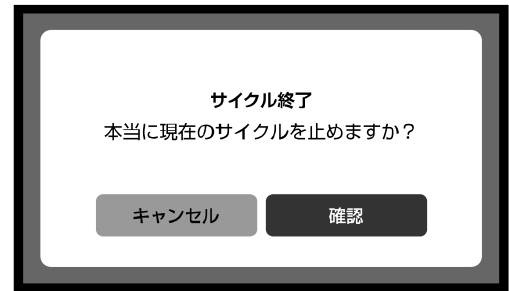 サイクル終了
本当に現在のサイクルを止めますか？
キャンセル
確認